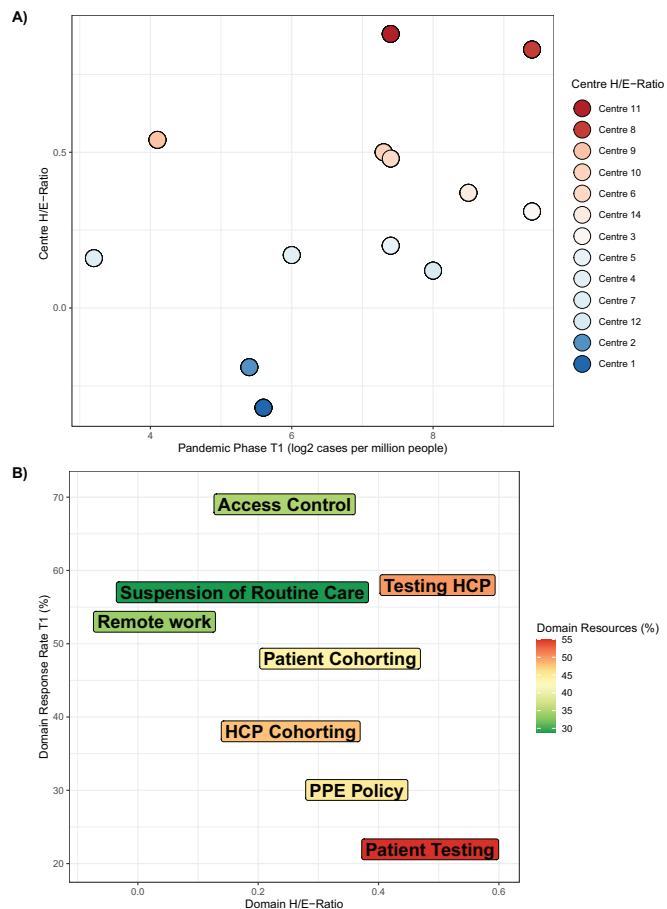 A)
0.5
0.0
Centre H/E−Ratio
4
6
8
Pandemic Phase T1 (log2 cases per million people)
Centre H/E−Ratio
Centre 11
Centre 8
Centre 9
Centre 10
Centre 6
Centre 14
Centre 3
Centre 5
Centre 4
Centre 7
Centre 12
Centre 2
Centre 1
B)
70
60
50
40
30
20
Domain Response Rate T1 (%)
Access Control
Testing HCP
Suspension of Routine Care
Remote work
Patient Cohorting
HCP Cohorting
PPE Policy
Patient Testing
0.0
0.2
0.4
0.6
Domain H/E−Ratio
Domain Resources (%)
55
50
45
40
35
30